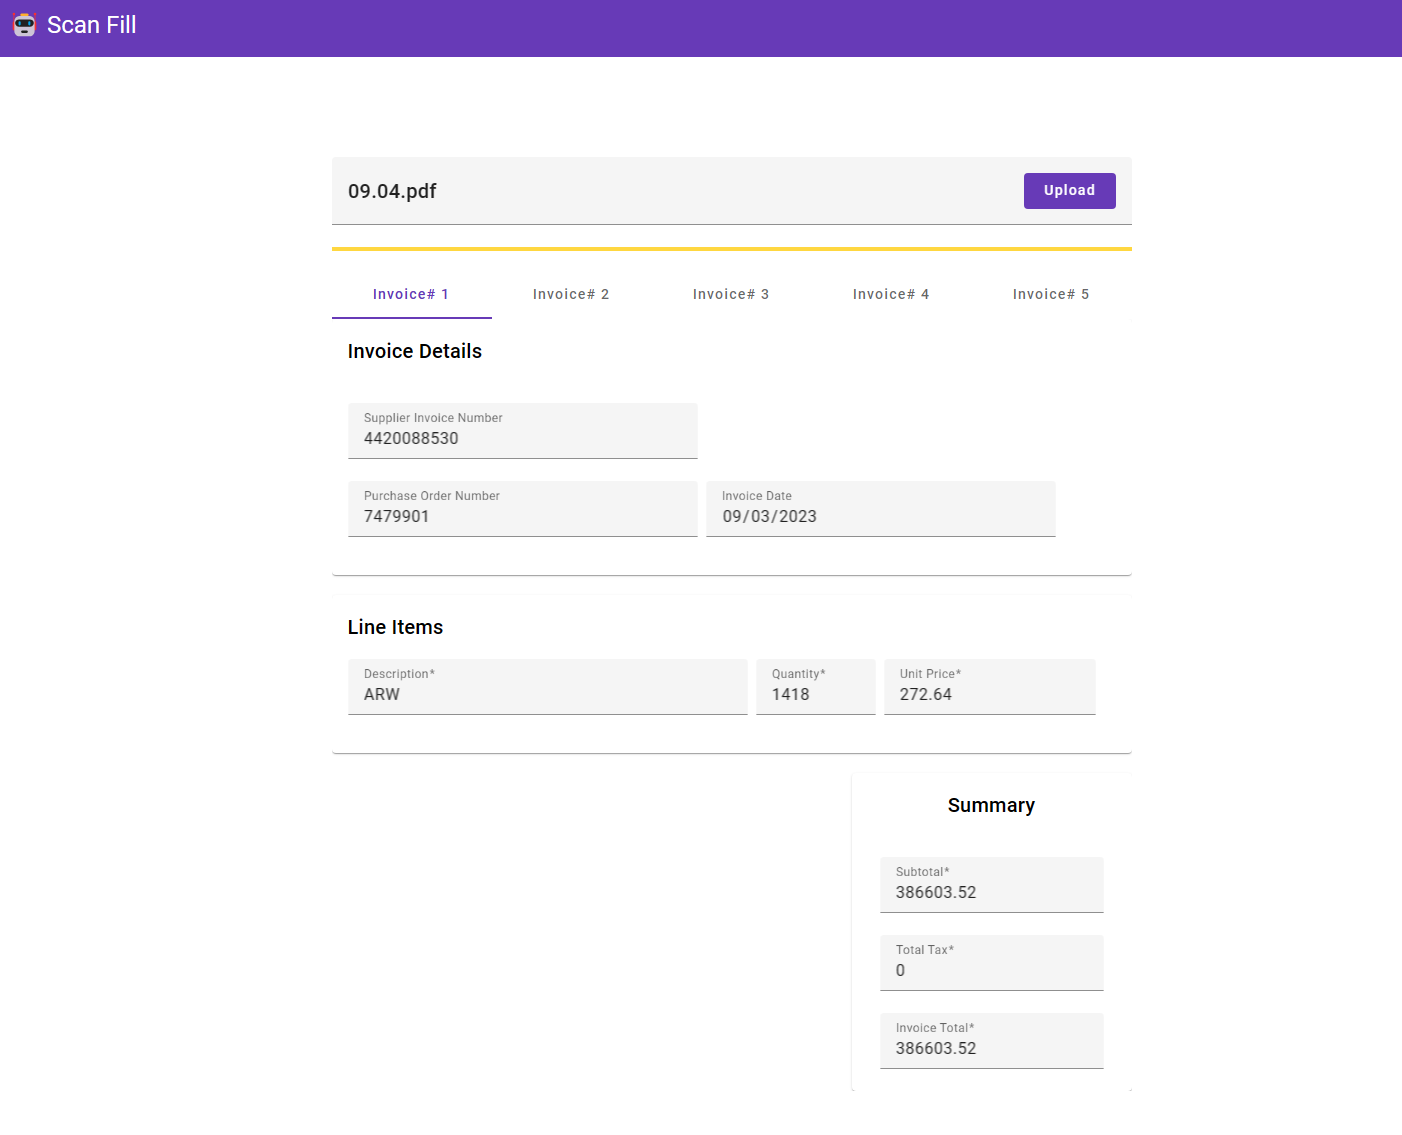 Scan Fill
09.04.pdf
Upload
Invoice# 1
Invoice# 2
Invoice# 3
Invoice# 4
Invoice# 5
Invoice Details
Supplier Invoice Number
4420088530
Purchase Order Number
7479901
Invoice Date
09/03/2023
Line Items
Description*
ARW
Quantity*
1418
Unit Price*
272.64
Summary
Subtotal*
386603.52
Total Tax*
0
Invoice Total*
386603.52